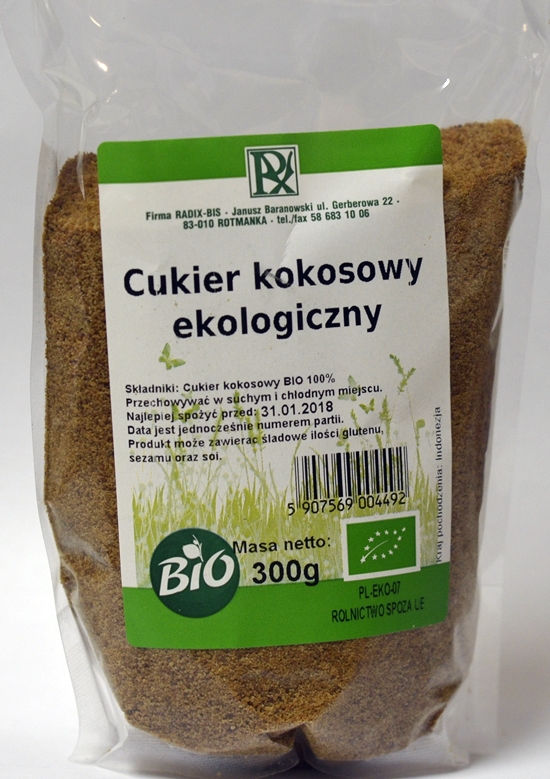 Firma RADIX-BIS - Janusz Baranowski ul. Gerberowa 22 -
83-010 ROTMANKA - tel./fax 58 683 10 06
Cukier kokosowy
ekologiczny
Składniki: Cukier kokosowy BIO 100%
Przechowywać w suchym i chłodnym miejscu.
Najlepiej spożyć przed: 31.01.2018
Data jest jednocześnie numerem partii.
Produkt może zawierac śladowe ilości glutenu,
sezamu oraz soi.
5 907569 004492
Kraj pochodzenia: Indonezja
BiO
Masa netto:
300g
PL-EKO-07
ROLNICTWO SPOZA UE